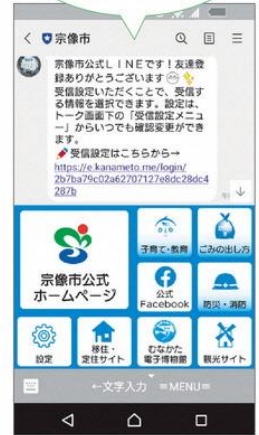 宗像市
宗像市公式LINEです！友達登
録ありがとうございます
受信設定いただくことで、受信す
る情報を選択できます。設定は、
トーク画面下の「受信設定メニュ
ー」からいつでも確認変更ができ
ます。
受信設定はこちらから→
https://e.kanameto.me/login/
2b7ba79c02a62707127e8dc28dc4
287b
宗像市公式
ホームページ
子育て・教育
ごみの出し方
公式
Facebook
防災・消防
設定
移住・
定住サイト
むなかた
電子博物館
観光サイト
←文字入力 =MENU=